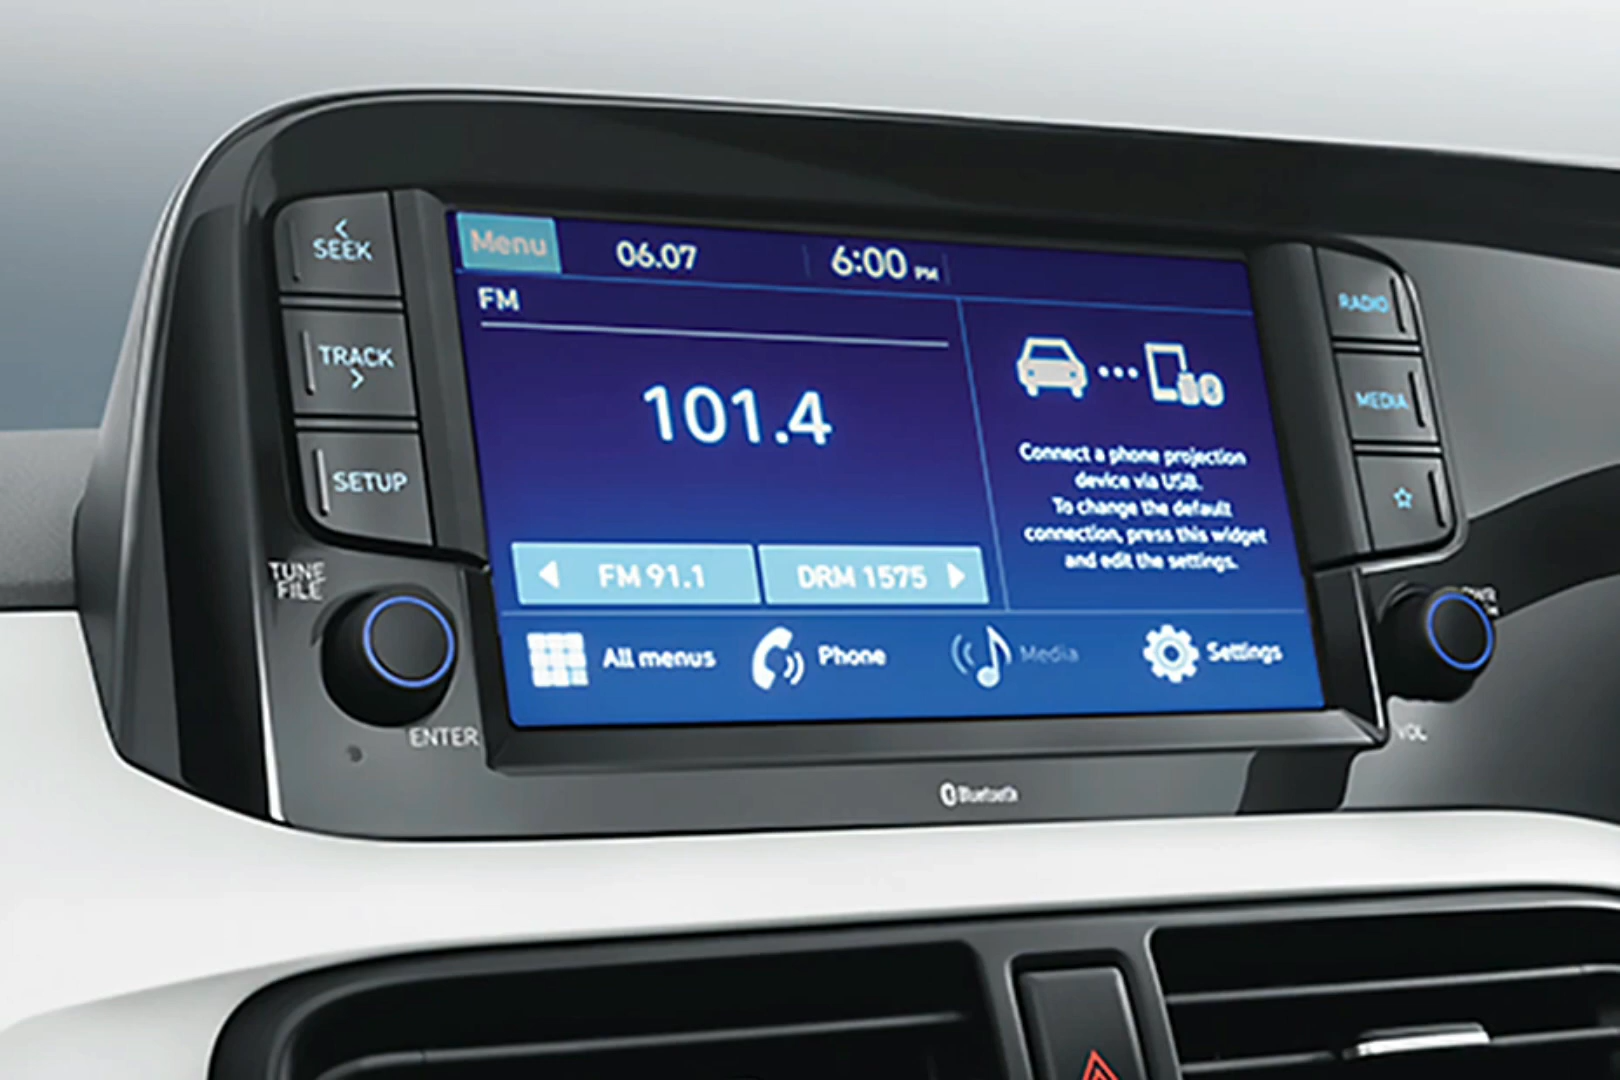 SEEK
TRACK
SETUP
TUNE
FILE
ENTER
Menu
06.07
6:00 PM
FM
101.4
FM 91.1
DRM 1575
Connect a phone projection
device via USB.
To change the default
connection, press this widget
and edit the settings.
All menus
Phone
Media
Settings
RADIO
MEDIA
VOL
Bluetooth